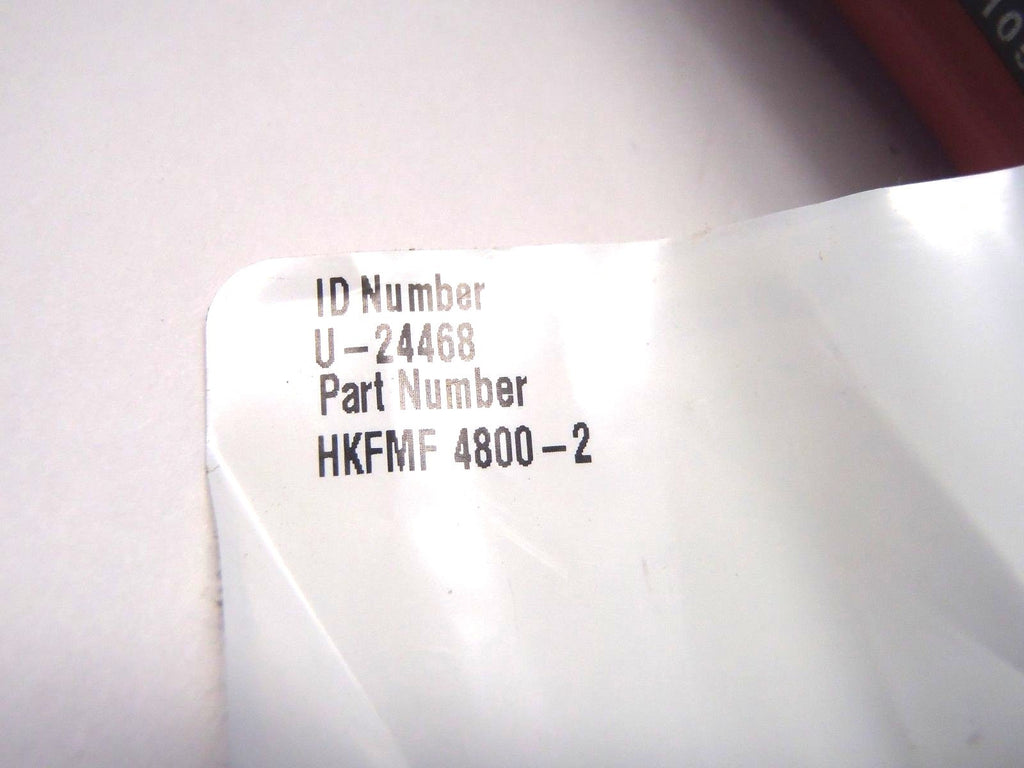 ID Number
U-24468
Part Number
HKFMF 4800-2